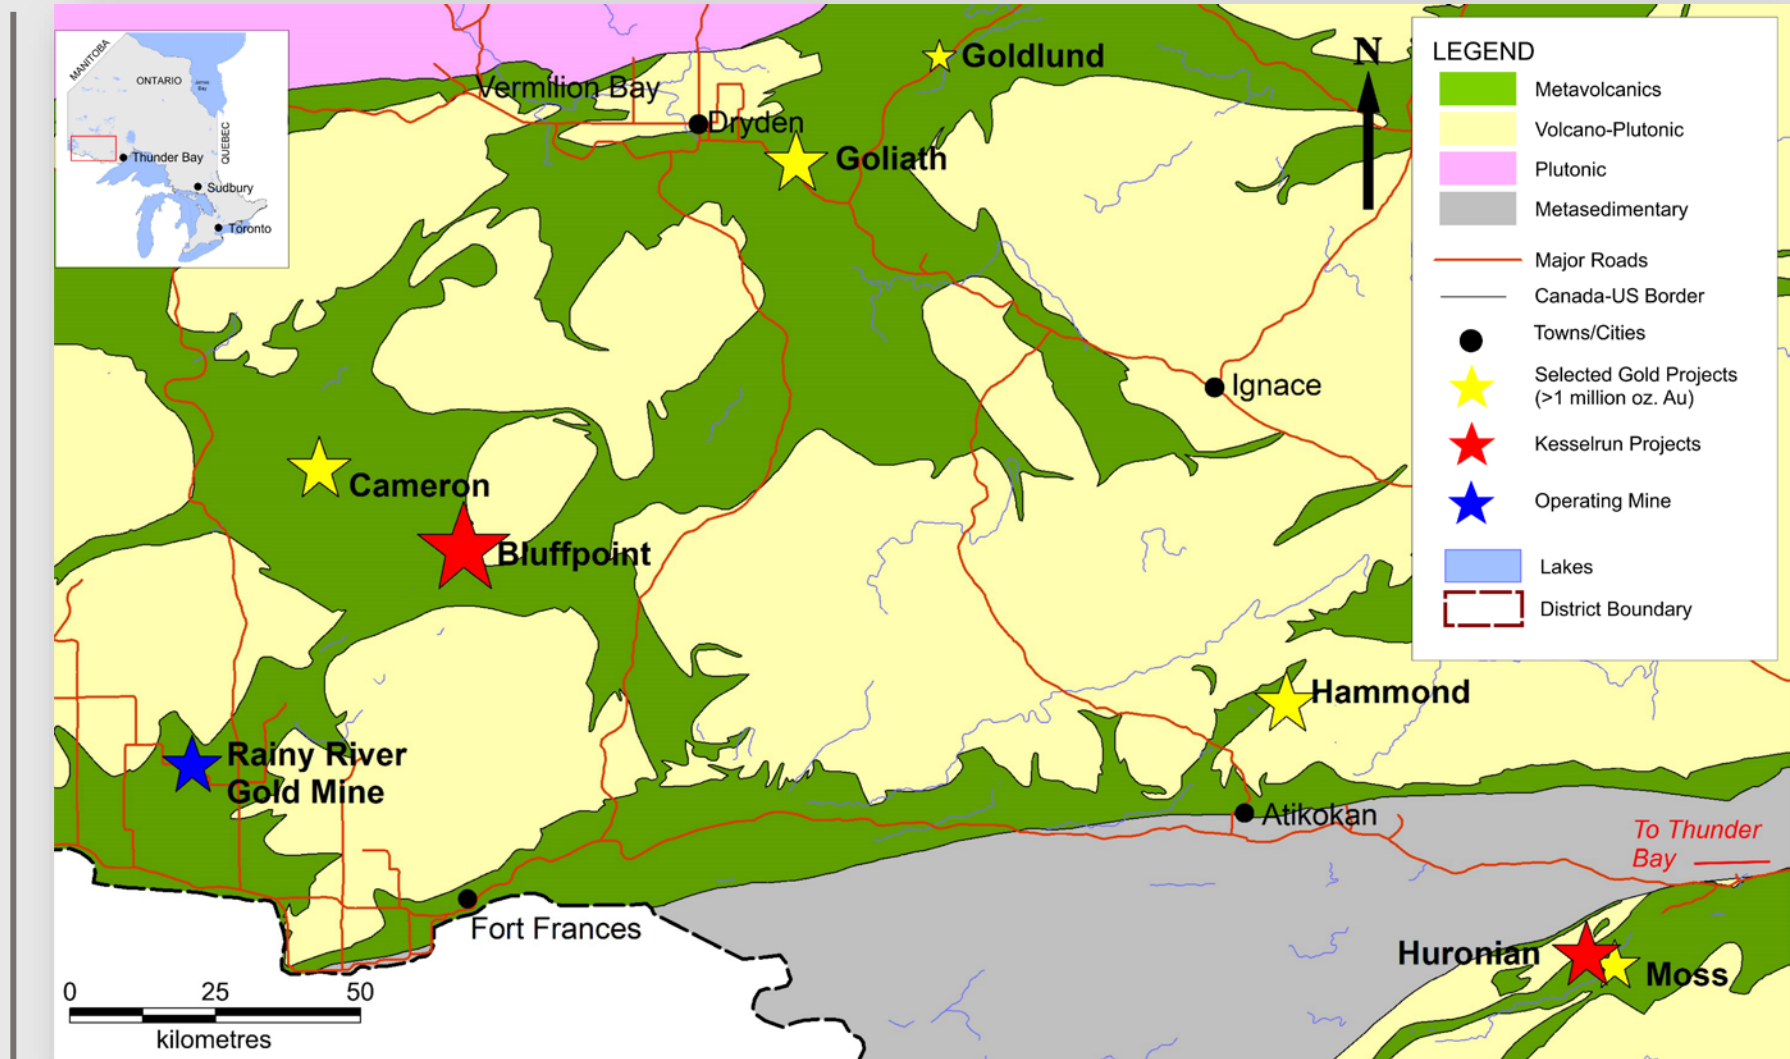 MANITOBA
ONTARIO
James
Bay
QUEBEC
Thunder Bay
Sudbury
Toronto
Vermilion Bay
Dryden
Goldlund
Goliath
N
LEGEND
Metavolcanics
Volcano-Plutonic
Plutonic
Metasedimentary
Major Roads
Canada-US Border
Towns/Cities
Selected Gold Projects
(>1 million oz. Au)
Kesselrun Projects
Operating Mine
Lakes
District Boundary
Ignace
Cameron
Bluffpoint
Hammond
Rainy River
Gold Mine
Atikokan
To Thunder
Bay
Fort Frances
Huronian
Moss
0 25 50
kilometres